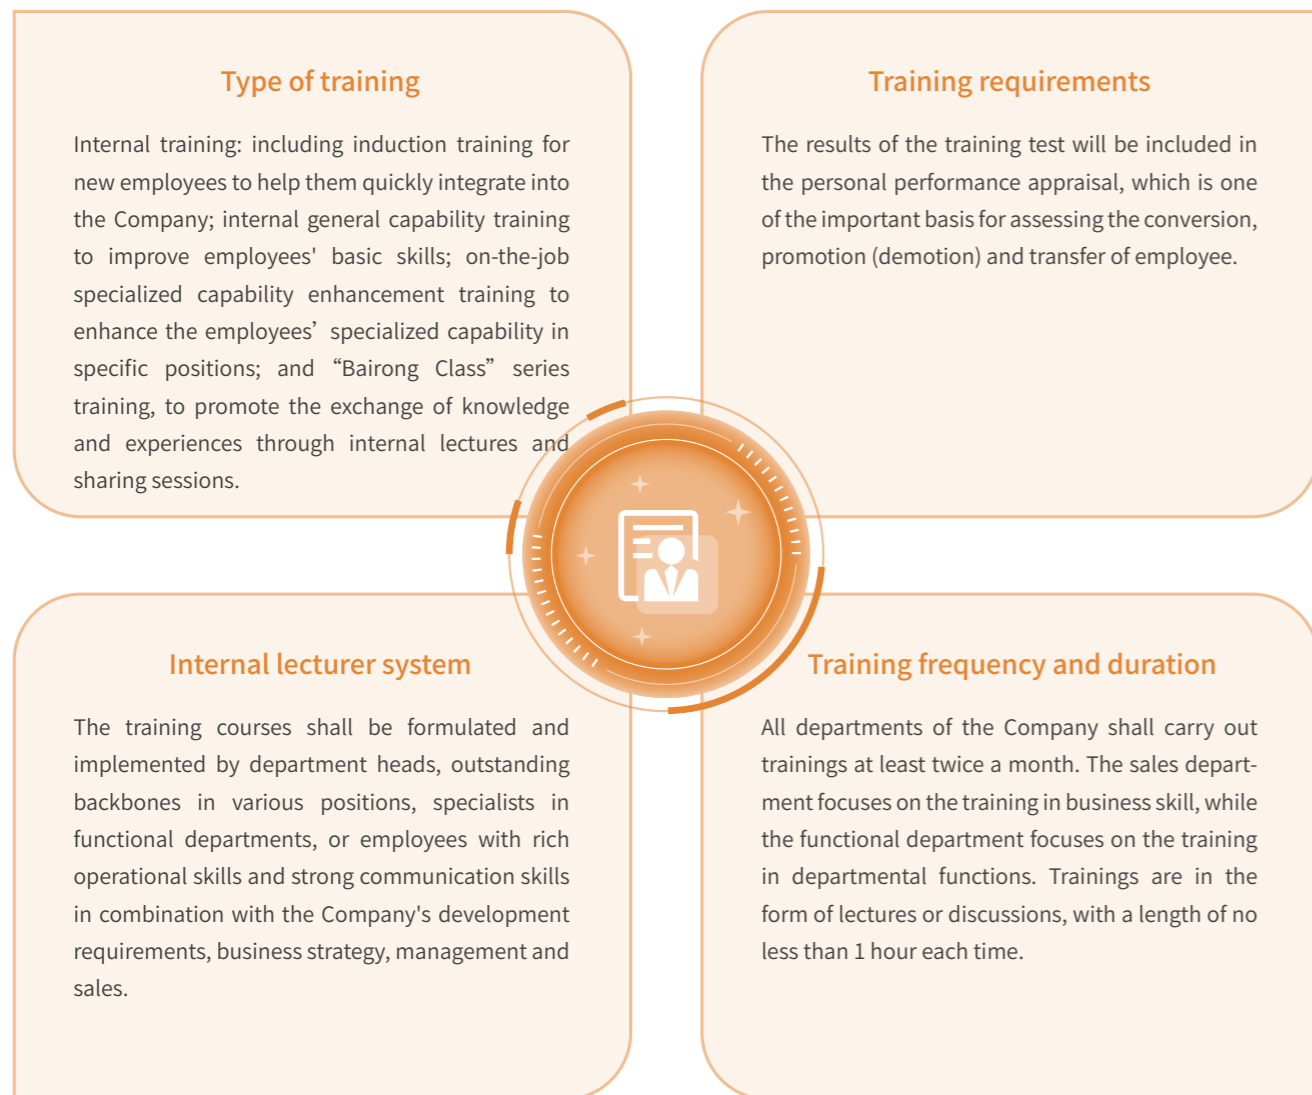 Type of training
Internal training: including induction training for
new employees to help them quickly integrate into
the Company; internal general capability training
to improve employees' basic skills; on-the-job
specialized capability enhancement training to
enhance the employees’ specialized capability in
specific positions; and “Bairong Class” series
training, to promote the exchange of knowledge
and experiences through internal lectures and
sharing sessions.
Training requirements
The results of the training test will be included in
the personal performance appraisal, which is one
of the important basis for assessing the conversion,
promotion (demotion) and transfer of employee.
Internal lecturer system
The training courses shall be formulated and
implemented by department heads, outstanding
backbones in various positions, specialists in
functional departments, or employees with rich
operational skills and strong communication skills
in combination with the Company's development
requirements, business strategy, management and
sales.
Training frequency and duration
All departments of the Company shall carry out
trainings at least twice a month. The sales depart-
ment focuses on the training in business skill, while
the functional department focuses on the training
in departmental functions. Trainings are in the
form of lectures or discussions, with a length of no
less than 1 hour each time.